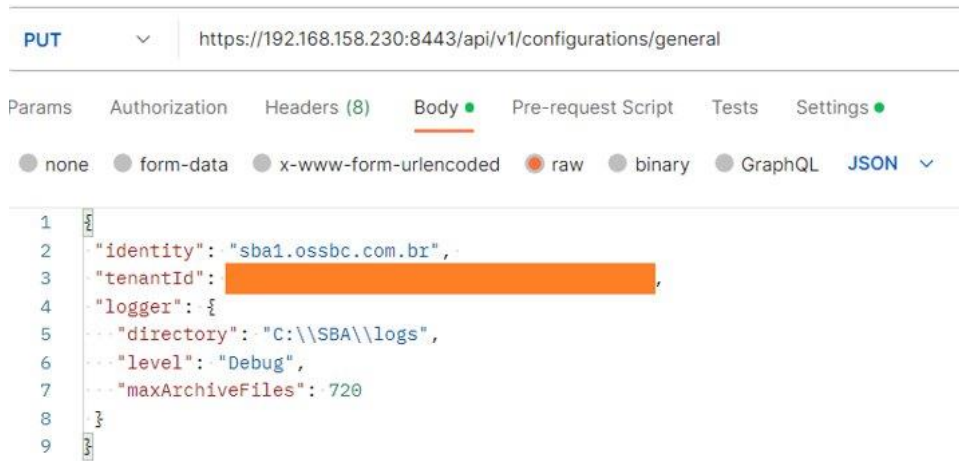 PUT https://192.168.158.230:8443/api/v1/configurations/general
Params Authorization Headers (8) Body Pre-request Script Tests Settings
none form-data x-www-form-urlencoded raw binary GraphQL JSON
1 {
2 "identity": "sba1.ossbc.com.br",
3 "tenantId": ,
4 "logger": {
5 "directory": "C:\\SBA\\logs",
6 "level": "Debug",
7 "maxArchiveFiles": 720
8 }
9 }